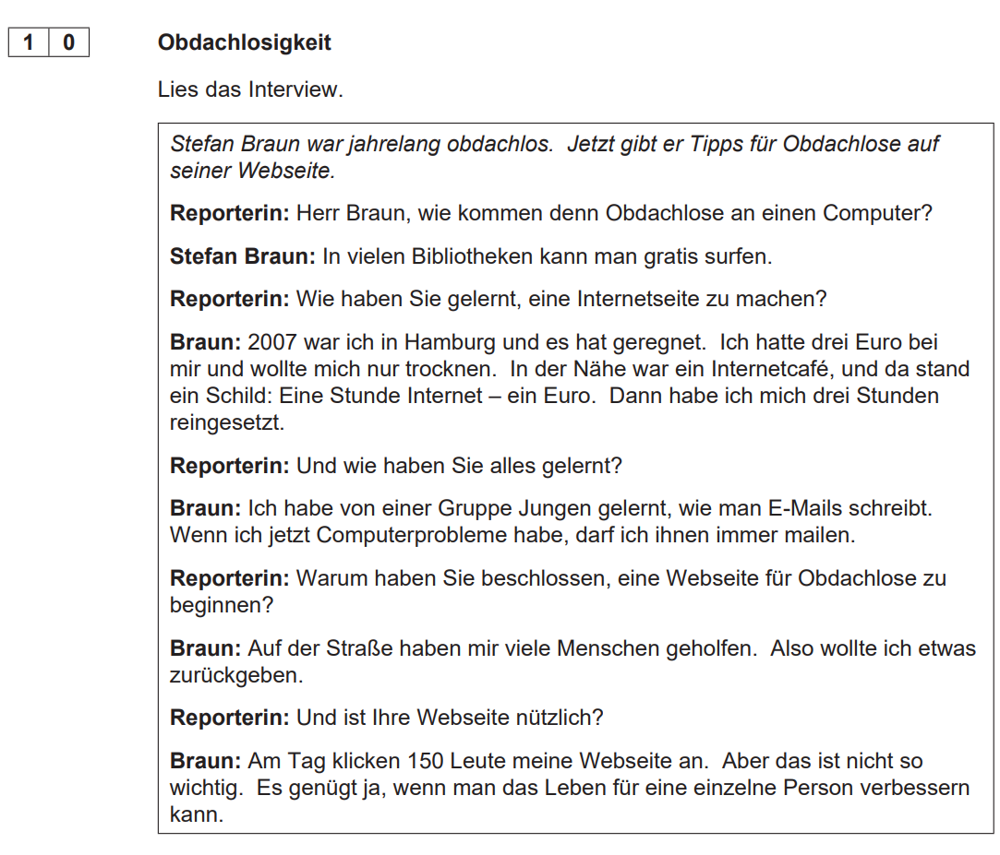 1 0 Obdachlosigkeit
Lies das Interview.
Stefan Braun war jahrelang obdachlos. Jetzt gibt er Tipps für Obdachlose auf
seiner Webseite.
Reporterin: Herr Braun, wie kommen denn Obdachlose an einen Computer?
Stefan Braun: In vielen Bibliotheken kann man gratis surfen.
Reporterin: Wie haben Sie gelernt, eine Internetseite zu machen?
Braun: 2007 war ich in Hamburg und es hat geregnet. Ich hatte drei Euro bei
mir und wollte mich nur trocknen. In der Nähe war ein Internetcafé, und da stand
ein Schild: Eine Stunde Internet – ein Euro. Dann habe ich mich drei Stunden
reingesetzt.
Reporterin: Und wie haben Sie alles gelernt?
Braun: Ich habe von einer Gruppe Jungen gelernt, wie man E-Mails schreibt.
Wenn ich jetzt Computerprobleme habe, darf ich ihnen immer mailen.
Reporterin: Warum haben Sie beschlossen, eine Webseite für Obdachlose zu
beginnen?
Braun: Auf der Straße haben mir viele Menschen geholfen. Also wollte ich etwas
zurückgeben.
Reporterin: Und ist Ihre Webseite nützlich?
Braun: Am Tag klicken 150 Leute meine Webseite an. Aber das ist nicht so
wichtig. Es genügt ja, wenn man das Leben für eine einzelne Person verbessern
kann.